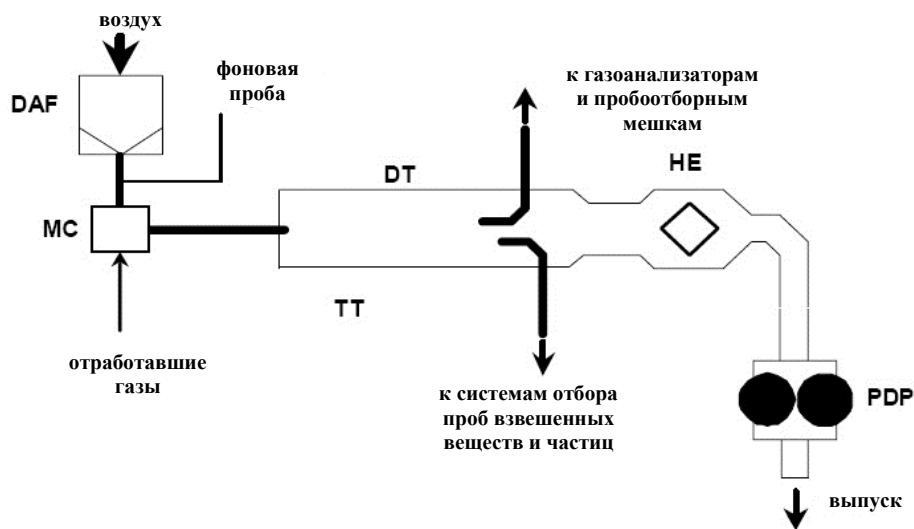 воздух
DAF
фоновая
проба
к газоанализаторам
и пробоотборным
мешкам
DT
HE
MC
TT
отработавшие
газы
к системам отбора
проб взвешенных
веществ и частиц
PDP
выпуск